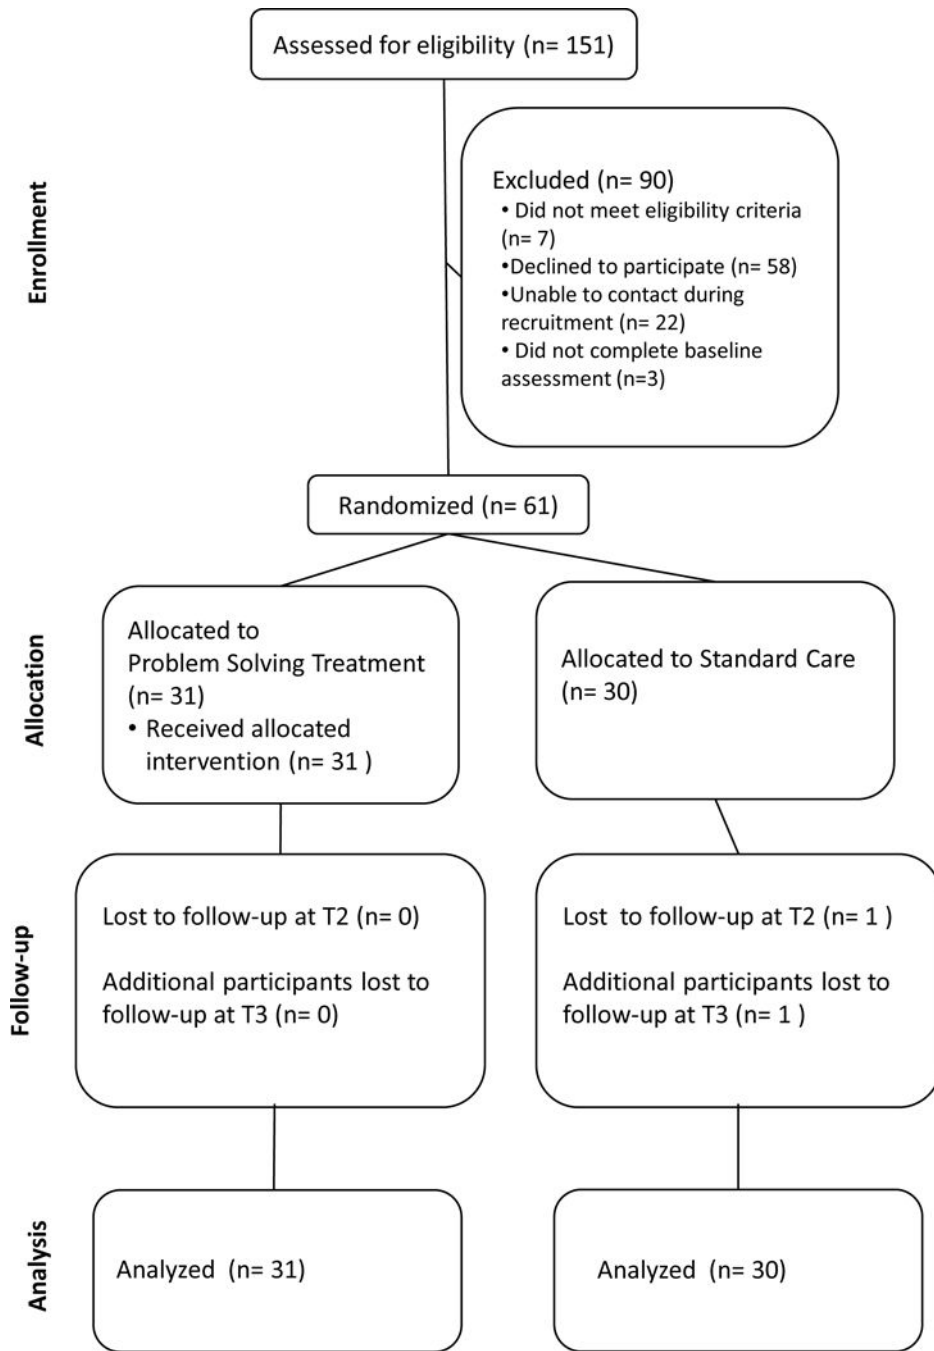 Assessed for eligibility (n= 151)
Enrollment
Excluded (n= 90)
• Did not meet eligibility criteria
(n= 7)
•Declined to participate (n= 58)
•Unable to contact during
recruitment (n= 22)
• Did not complete baseline
assessment (n=3)
Randomized (n= 61)
Allocation
Allocated to
Problem Solving Treatment
(n= 31)
• Received allocated
intervention (n= 31 )
Allocated to Standard Care
(n= 30)
Follow-up
Lost to follow-up at T2 (n= 0)
Additional participants lost to
follow-up at T3 (n= 0)
Lost  to follow-up at T2 (n= 1 )
Additional participants lost to
follow-up at T3 (n= 1 )
Analysis
Analyzed  (n= 31)
Analyzed  (n= 30)